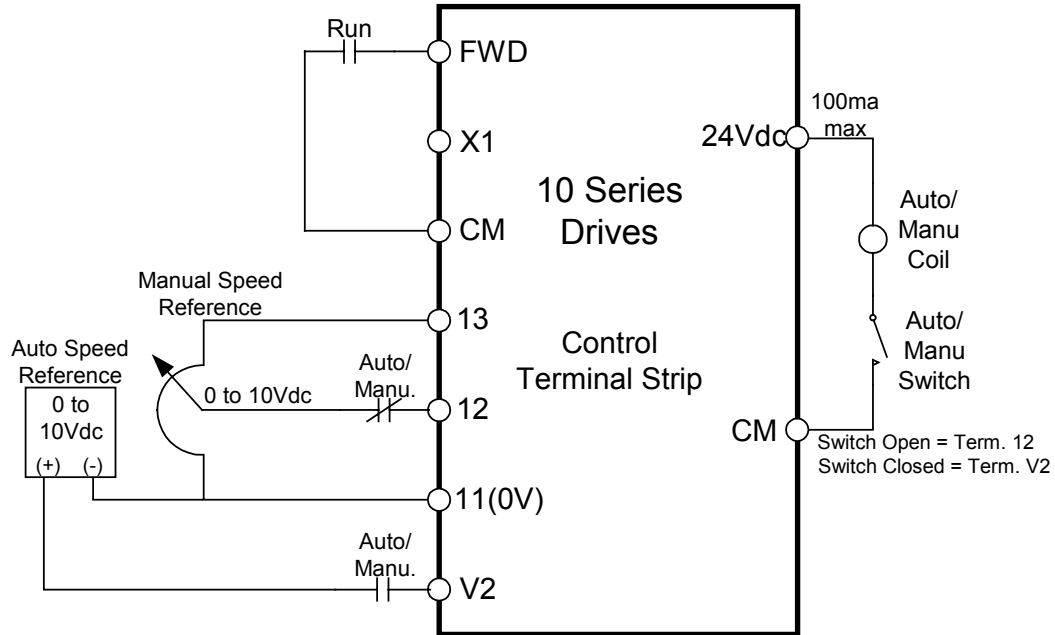 Run
FWD
X1
CM
Manual Speed
Reference
13
Auto Speed
Reference
0 to
10Vdc
(+) (-)
0 to 10Vdc
Auto/
Manu.
12
11(0V)
Auto/
Manu.
V2
10 Series
Drives
Control
Terminal Strip
24Vdc
100ma
max
Auto/
Manu
Coil
Auto/
Manu
Switch
CM
Switch Open = Term. 12
Switch Closed = Term. V2